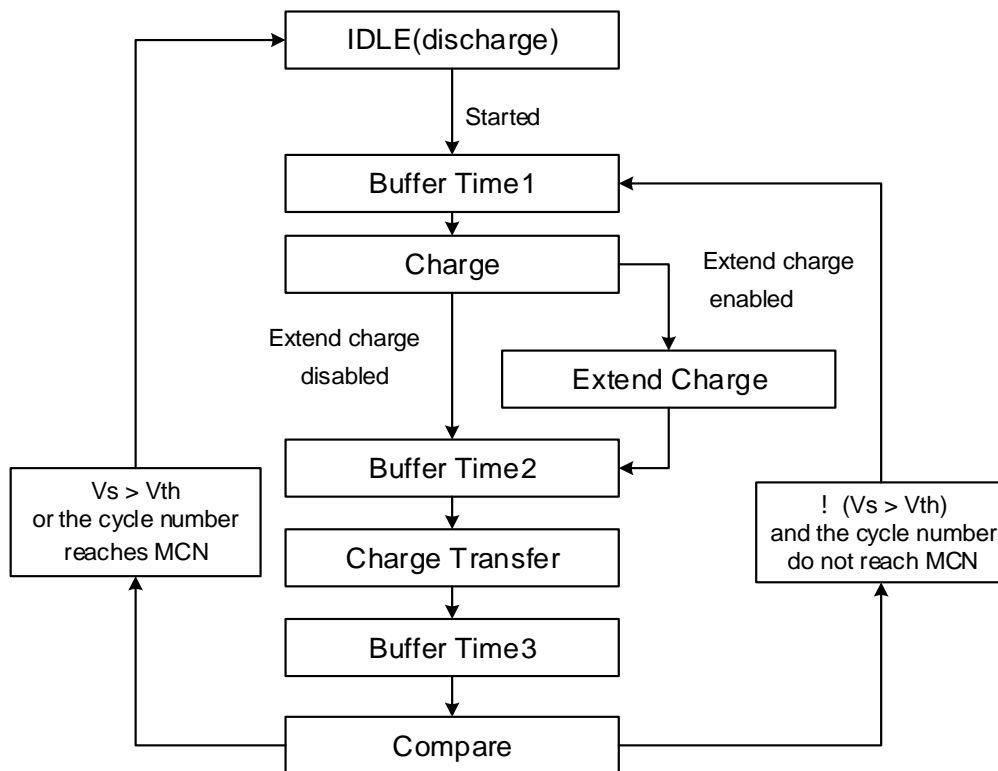 IDLE(discharge)
Started
Buffer Time1
Charge
Extend charge
enabled
Extend charge
disabled
Extend Charge
Buffer Time2
Vs > Vth
or the cycle number
reaches MCN
! (Vs > Vth)
and the cycle number
do not reach MCN
Charge Transfer
Buffer Time3
Compare